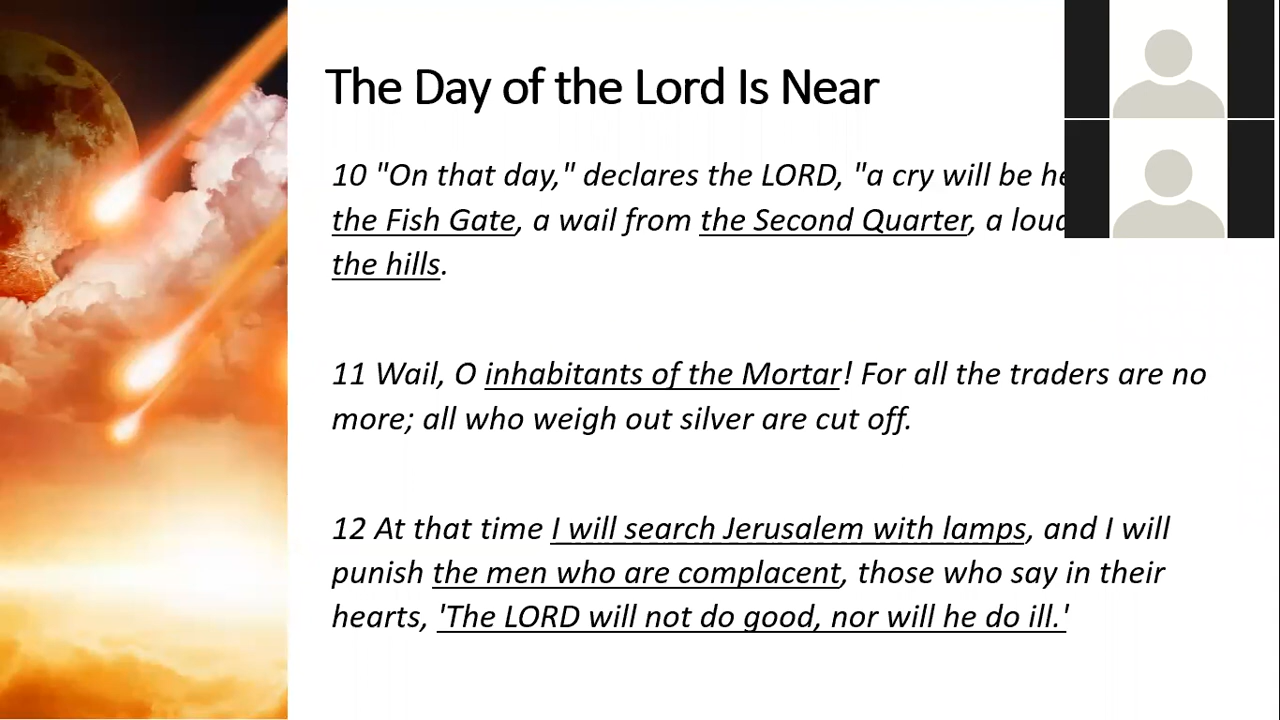 The Day of the Lord Is Near
10 "On that day," declares the LORD, "a cry will be
the Fish Gate, a wail from the Second Quarter, a
the hills.
11 Wail, O inhabitants of the Mortar! For all the traders are no
more; all who weigh out silver are cut off.
12 At that time I will search Jerusalem with lamps, and I will
punish the men who are complacent, those who say in their
hearts, 'The LORD will not do good, nor will he do ill.'